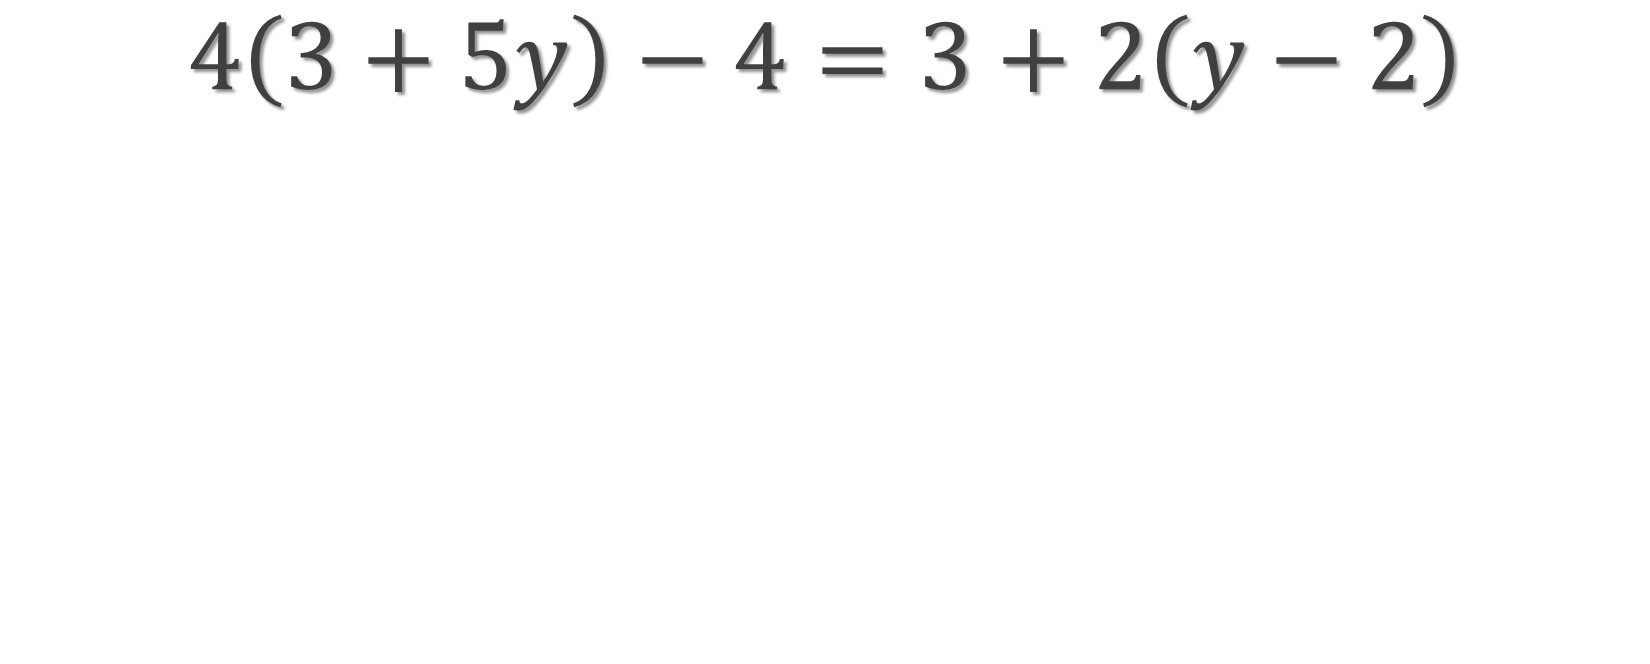 4(3 + 5y) − 4 = 3 + 2(y − 2)